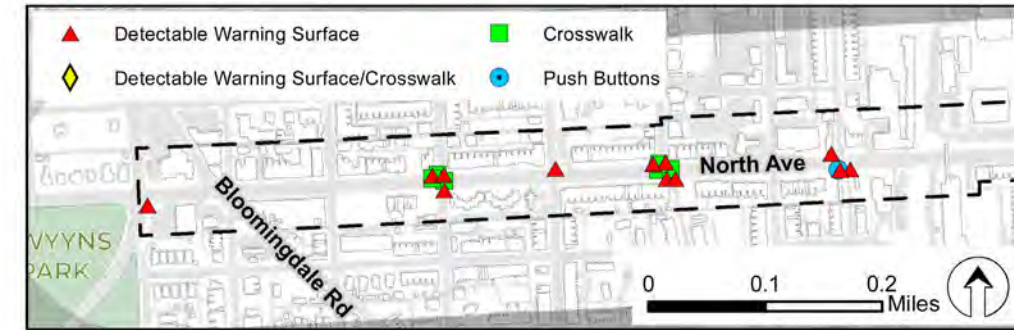 Detectable Warning Surface
Crosswalk
Detectable Warning Surface/Crosswalk
Push Buttons
North Ave
Bloomingdale Rd
WYYNS
PARK
0 0.1 0.2 Miles